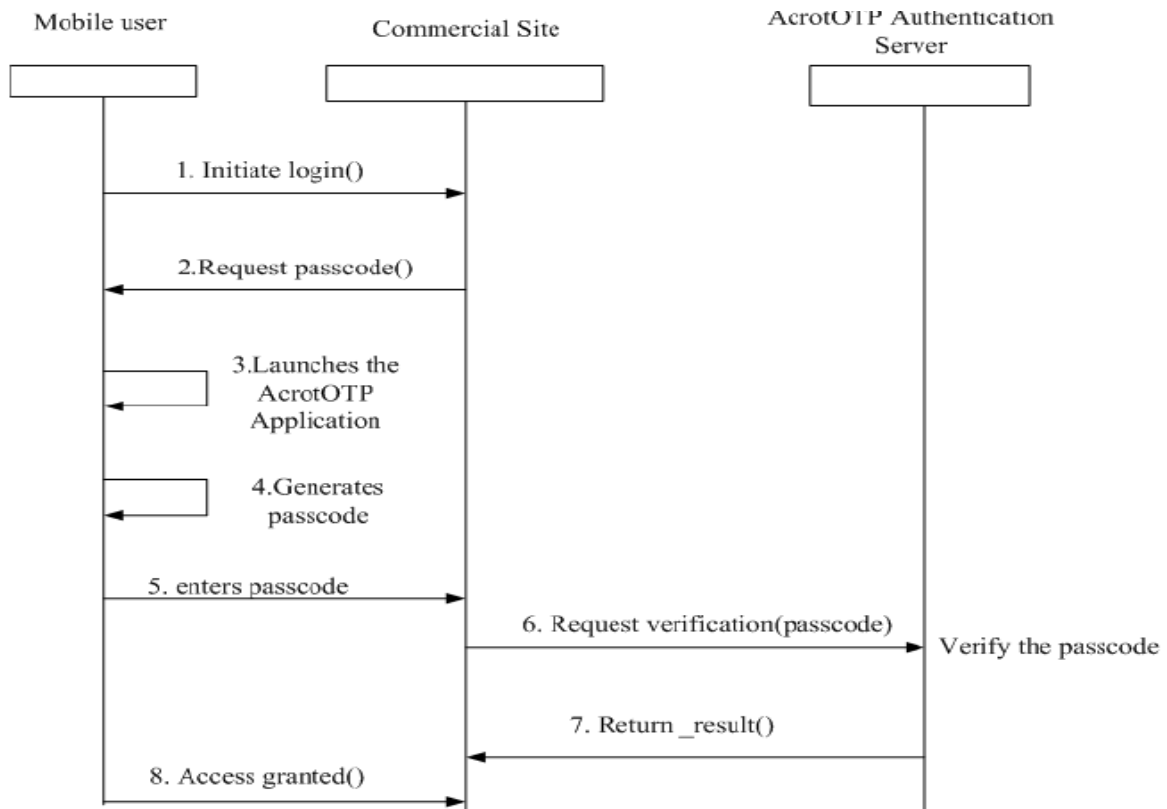 Mobile user
Commercial Site
AcrotOTP Authentication
Server
1. Initiate login()
2.Request passcode()
3.Launches the
AcrotOTP
Application
4.Generates
passcode
5. enters passcode
6. Request verification(passcode)
Verify the passcode
7. Return _result()
8. Access granted()